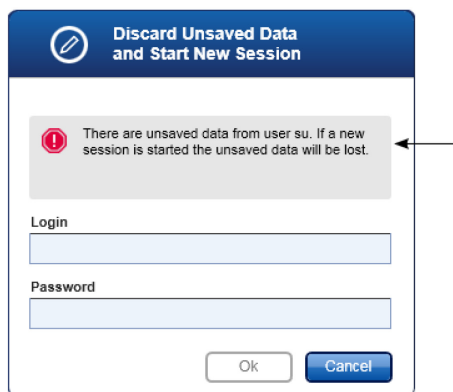 Discard Unsaved Data
and Start New Session
There are unsaved data from user su. If a new
session is started the unsaved data will be lost.
Login
Password
Ok
Cancel